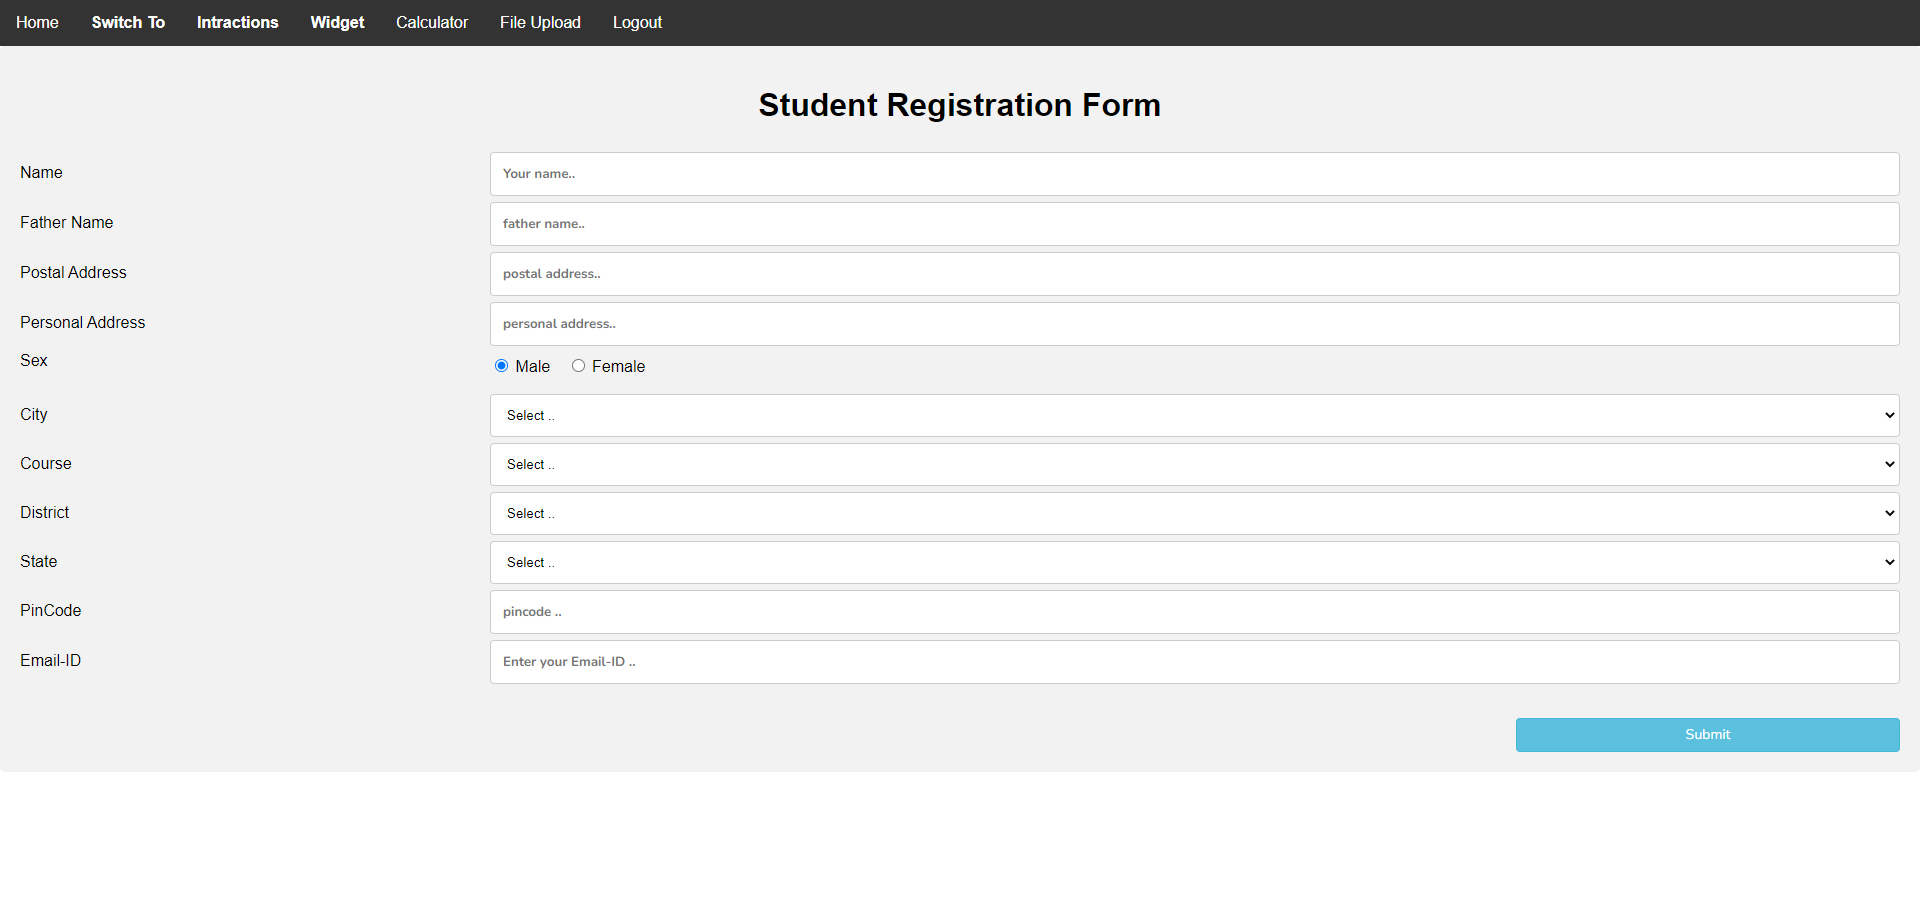 Home Switch To Intractions Widget Calculator File Upload Logout
Student Registration Form
Name Your name..
Father Name father name..
Postal Address postal address..
Personal Address personal address..
Sex Male Female
City Select ..
Course Select ..
District Select ..
State Select ..
PinCode pincode ..
Email-ID Enter your Email-ID ..
Submit